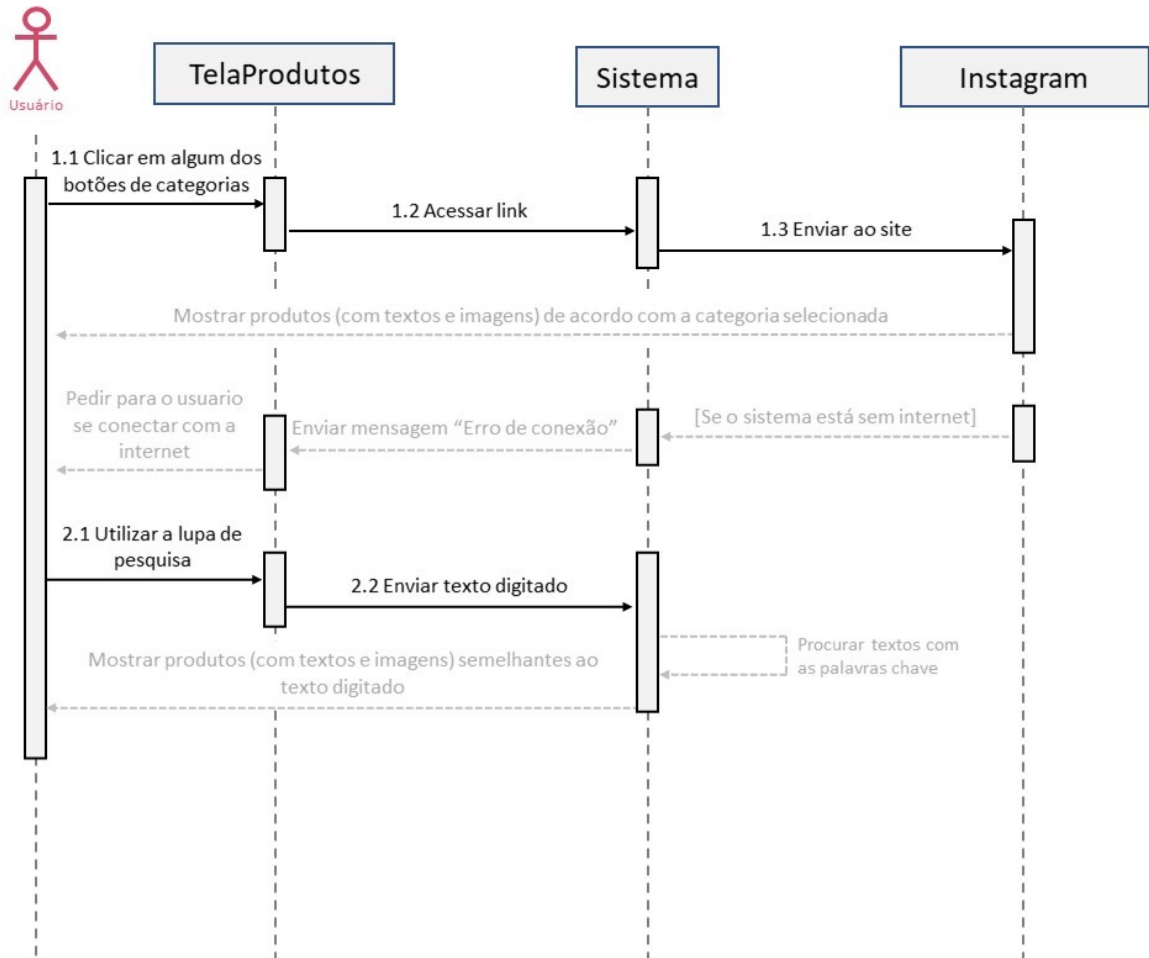 Usuário
TelaProdutos
Sistema
Instagram
1.1 Clicar em algum dos
botões de categorias
1.2 Acessar link
1.3 Enviar ao site
Mostrar produtos (com textos e imagens) de acordo com a categoria selecionada
Pedir para o usuario
se conectar com a
internet
Enviar mensagem “Erro de conexão”
[Se o sistema está sem internet]
2.1 Utilizar a lupa de
pesquisa
2.2 Enviar texto digitado
Procurar textos com
as palavras chave
Mostrar produtos (com textos e imagens) semelhantes ao
texto digitado